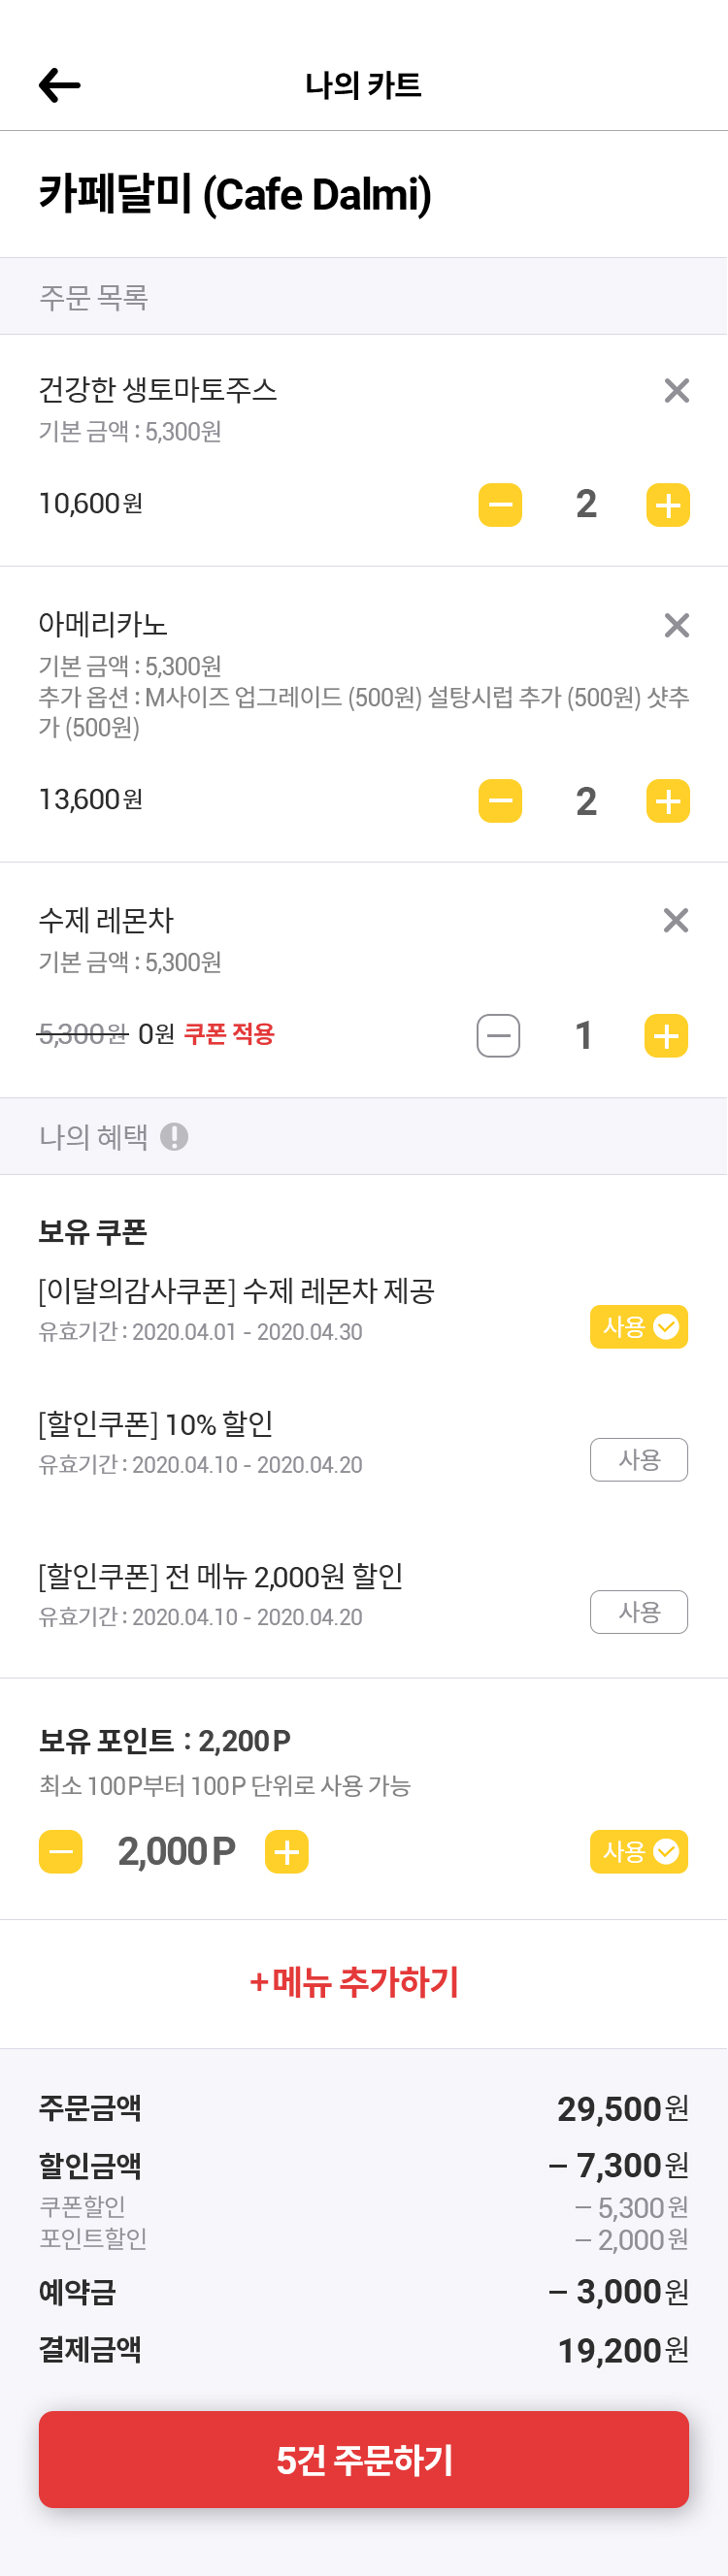 나의 카트
카페달미 (Cafe Dalmi)
주문 목록
건강한 생토마토주스
기본 금액 : 5,300원
10,600원 2
아메리카노
기본 금액 : 5,300원
추가 옵션 : M사이즈 업그레이드 (500원) 설탕시럽 추가 (500원) 샷추
가 (500원)
13,600원 2
수제 레몬차
기본 금액 : 5,300원
5,300원 0원 쿠폰 적용 1
나의 혜택
보유 쿠폰
[이달의감사쿠폰] 수제 레몬차 제공
유효기간 : 2020.04.01 - 2020.04.30
사용
[할인쿠폰] 10% 할인
유효기간 : 2020.04.10 - 2020.04.20
사용
[할인쿠폰] 전 메뉴 2,000원 할인
유효기간 : 2020.04.10 - 2020.04.20
사용
보유 포인트 : 2,200 P
최소 100P부터 100P 단위로 사용 가능
2,000 P 사용
+ 메뉴 추가하기
주문금액 29,500원
할인금액 – 7,300원
쿠폰할인 – 5,300원
포인트할인 – 2,000원
예약금 – 3,000원
결제금액 19,200원
5건 주문하기